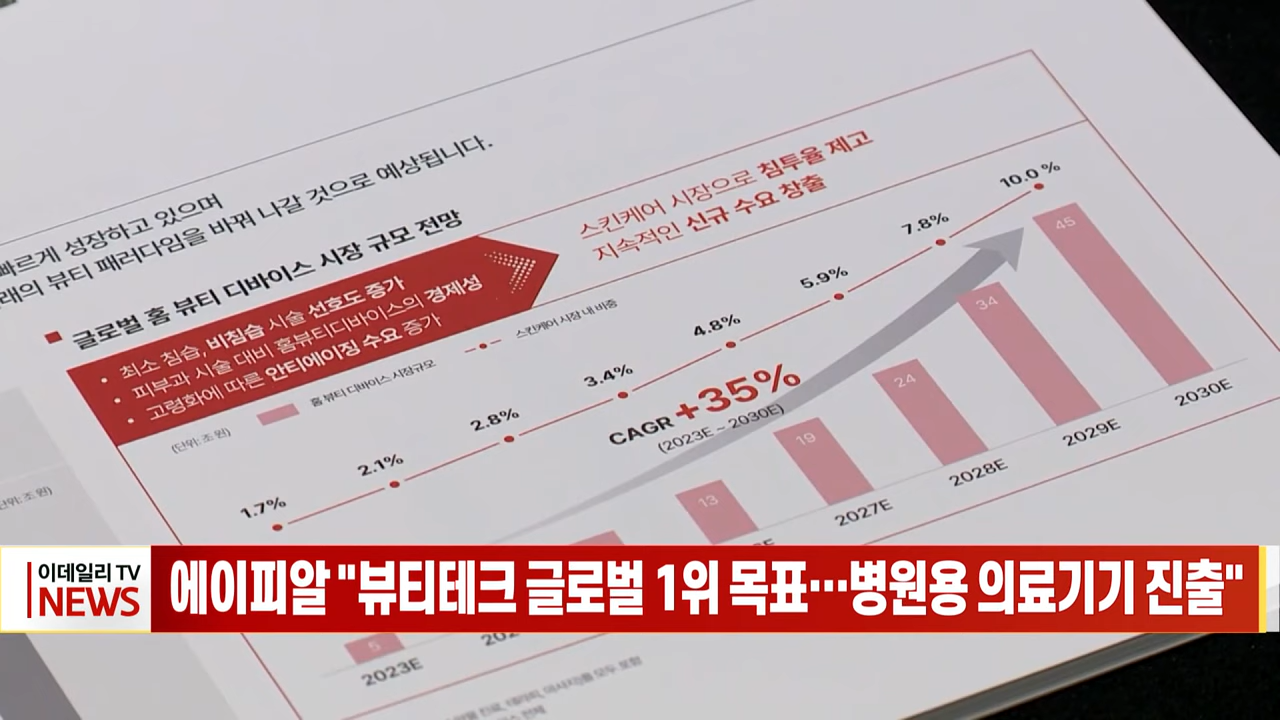 빠르게 성장하고 있으며
래의 뷰티 패러다임을 바꿔 나갈 것으로 예상됩니다.
글로벌 홈 뷰티 디바이스 시장 규모 전망
• 최소 침습, 비침습 시술 선호도 증가
• 피부과 시술 대비 홈뷰티디바이스의 경제성
• 고령화에 따른 안티에이징 수요 증가
스킨케어 시장으로 침투율 제고
지속적인 신규 수요 창출
(단위: 조 원)
홈 뷰티 디바이스 시장규모
스킨케어 시장 내 비중
1.7%
2.1%
2.8%
3.4%
4.8%
5.9%
7.8%
10.0 %
CAGR +35%
(2023E ~ 2030E)
5
13
19
24
34
45
2023E
2027E
2028E
2029E
2030E
단위: 조 원)
이데일리 TV
NEWS
에이피알 "뷰티테크 글로벌 1위 목표…병원용 의료기기 진출"